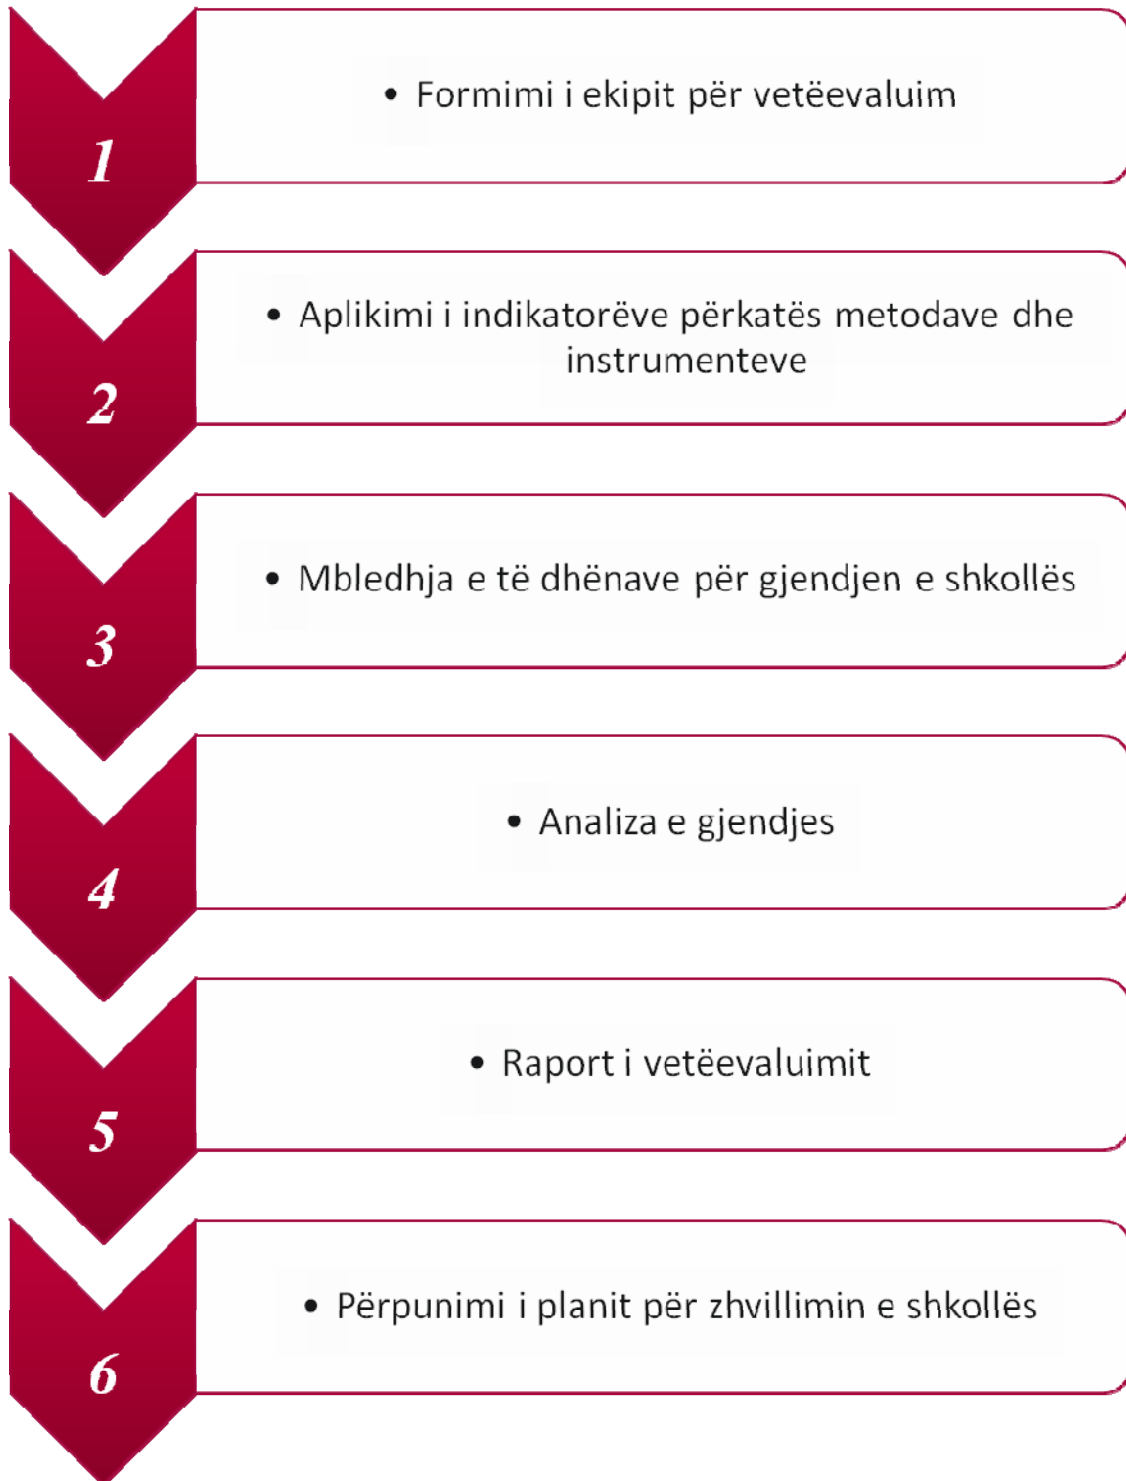 1
• Formimi i ekipit për vetëevaluim
2
• Aplikimi i indikatorëve përkatës metodave dhe
instrumenteve
3
• Mbledhja e të dhënave për gjendjen e shkollës
4
• Analiza e gjendjes
5
• Raport i vetëevaluimit
6
• Përpunimi i planit për zhvillimin e shkollës